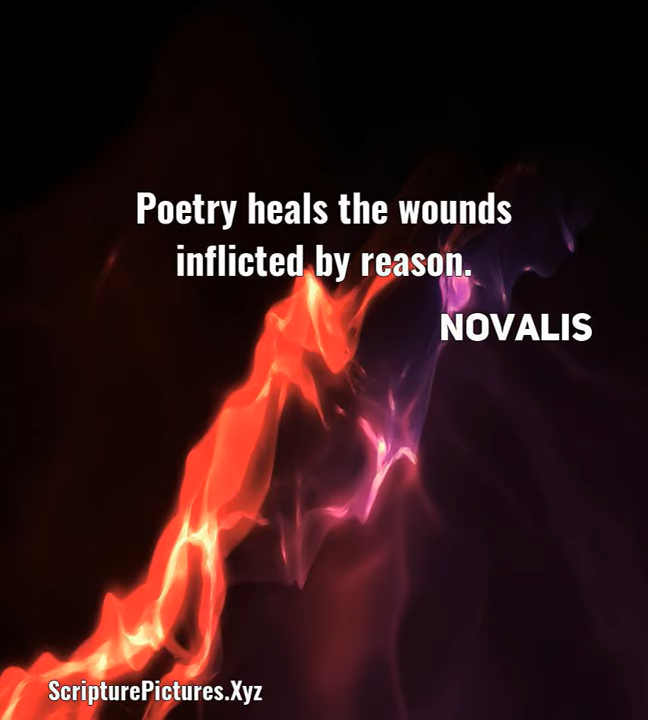 Poetry heals the wounds
inflicted by reason.
NOVALIS
ScripturePictures.Xyz